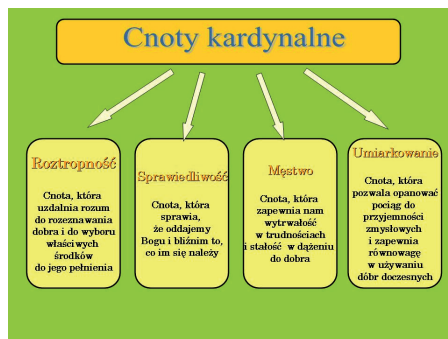 Cnoty kardynalne
Roztropność
Cnota, która
uzdalnia rozum
do rozeznawania
dobra i do wyboru
właściwych
środków
do jego pełnienia
Sprawiedliwość
Cnota, która
sprawia,
że oddajemy
Bogu i bliźnim to,
co im się należy
Męstwo
Cnota, która
zapewnia nam
wytrwałość
w trudnościach
i stałość w dążeniu
do dobra
Umiarkowanie
Cnota, która
pozwala opanować
pociąg do
przyjemności
zmysłowych
i zapewnia
równowagę
w używaniu
dóbr doczesnych